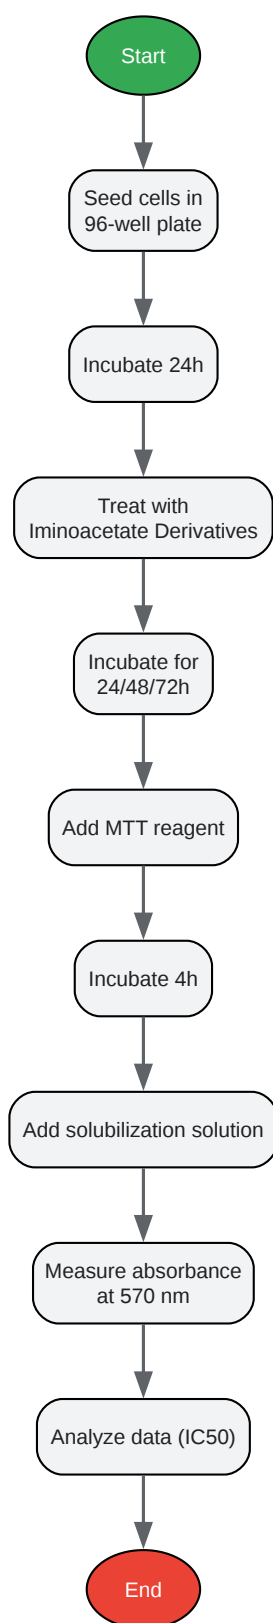 Start
Seed cells in
96-well plate
Incubate 24h
Treat with
Iminoacetate Derivatives
Incubate for
24/48/72h
Add MTT reagent
Incubate 4h
Add solubilization solution
Measure absorbance
at 570 nm
Analyze data (IC50)
End